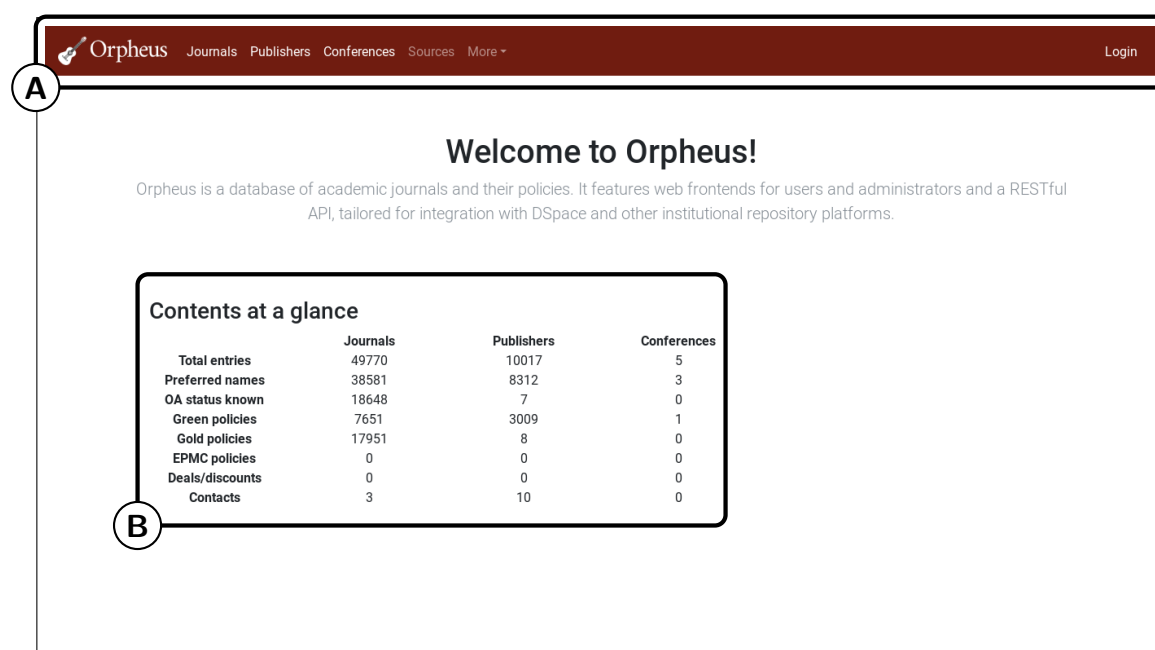 Orpheus Journals Publishers Conferences Sources More Login
A
Welcome to Orpheus!
Orpheus is a database of academic journals and their policies. It features web frontends for users and administrators and a RESTful
API, tailored for integration with DSpace and other institutional repository platforms.
Contents at a glance
Journals Publishers Conferences
Total entries 49770 10017 5
Preferred names 38581 8312 3
OA status known 18648 7 0
Green policies 7651 3009 1
Gold policies 17951 8 0
EPMC policies 0 0 0
Deals/discounts 0 0 0
Contacts 3 10 0
B